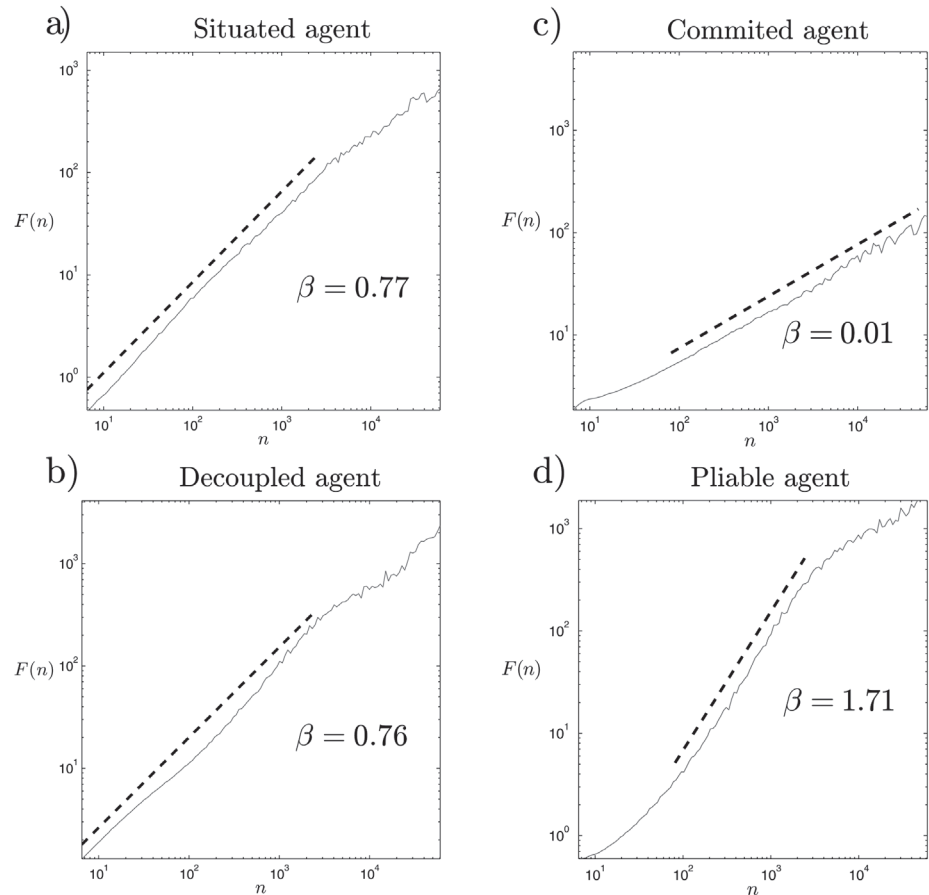 a) Situated agent
10^3
10^2
F(n)
10^1
β = 0.77
10^0
10^1 10^2 10^3 10^4
n
b) Decoupled agent
10^3
F(n)
10^2
β = 0.76
10^1
10^1 10^2 10^3 10^4
n
c) Commited agent
10^3
F(n)
10^2
β = 0.01
10^1
10^1 10^2 10^3 10^4
n
d) Pliable agent
10^3
F(n)
10^2
β = 1.71
10^1
10^0
10^1 10^2 10^3 10^4
n